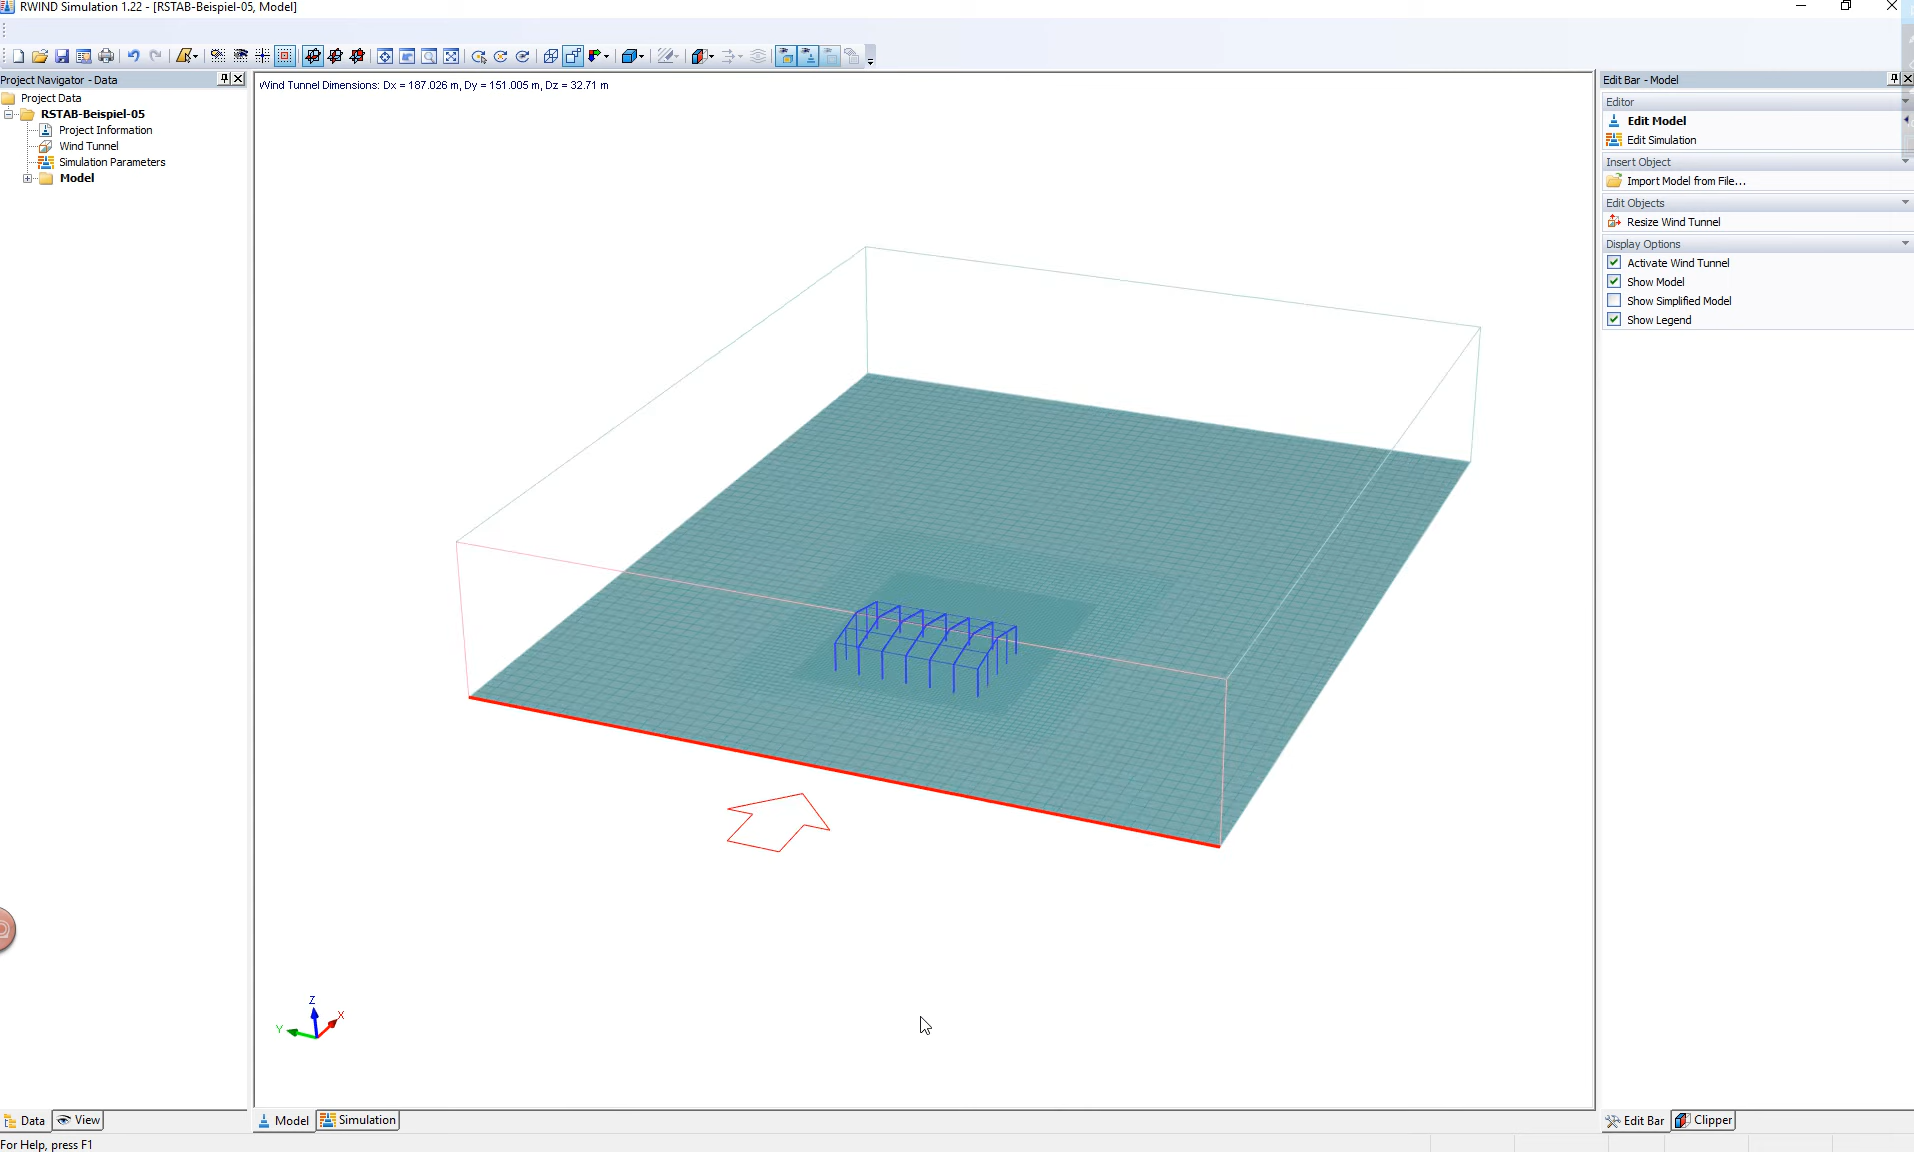 RWIND Simulation 1.22 - [RSTAB-Beispiel-05, Model]
Project Navigator - Data
Project Data
RSTAB-Beispiel-05
Project Information
Wind Tunnel
Simulation Parameters
Model
Wind Tunnel Dimensions: Dx = 187.026 m, Dy = 151.005 m, Dz = 32.71 m
Z
X
Y
Edit Bar - Model
Editor
Edit Model
Edit Simulation
Insert Object
Import Model from File...
Edit Objects
Resize Wind Tunnel
Display Options
Activate Wind Tunnel
Show Model
Show Simplified Model
Show Legend
Data
View
Model
Simulation
Edit Bar
Clipper
For Help, press F1